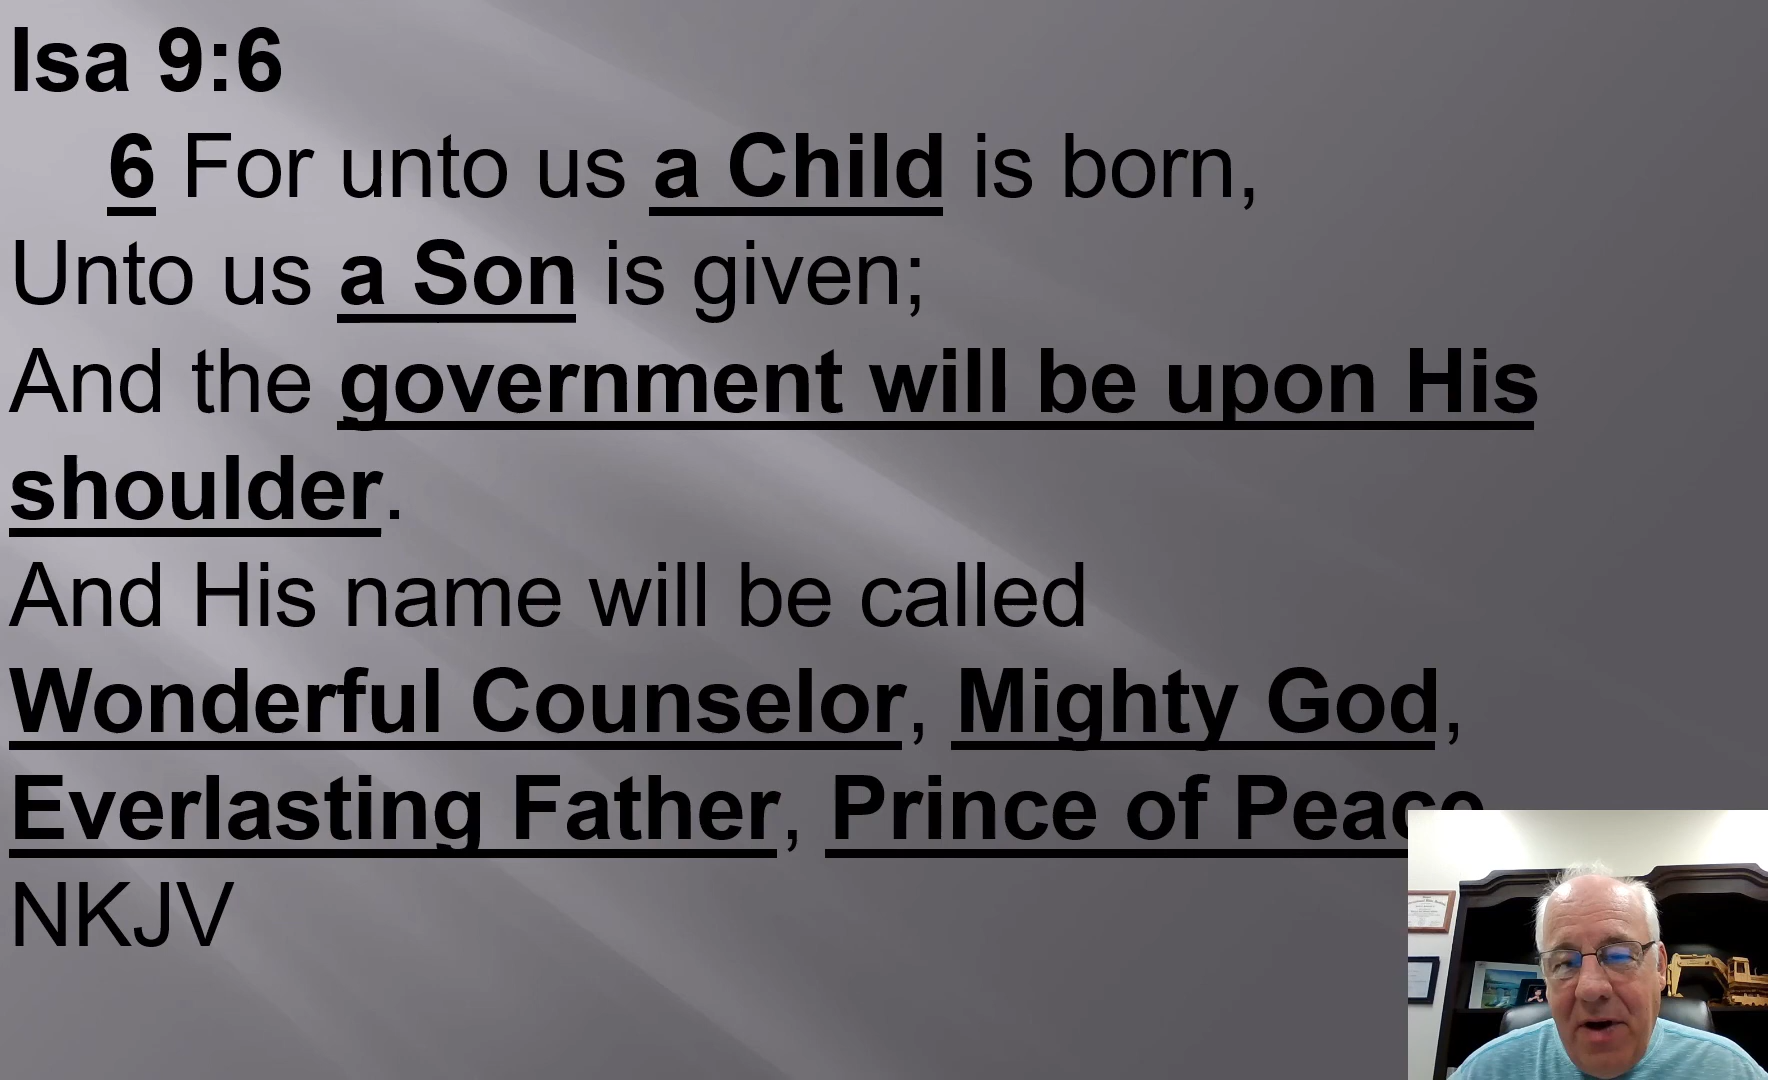 Isa 9:6
6 For unto us a Child is born,
Unto us a Son is given;
And the government will be upon His
shoulder.
And His name will be called
Wonderful Counselor, Mighty God,
Everlasting Father, Prince of Peace
NKJV